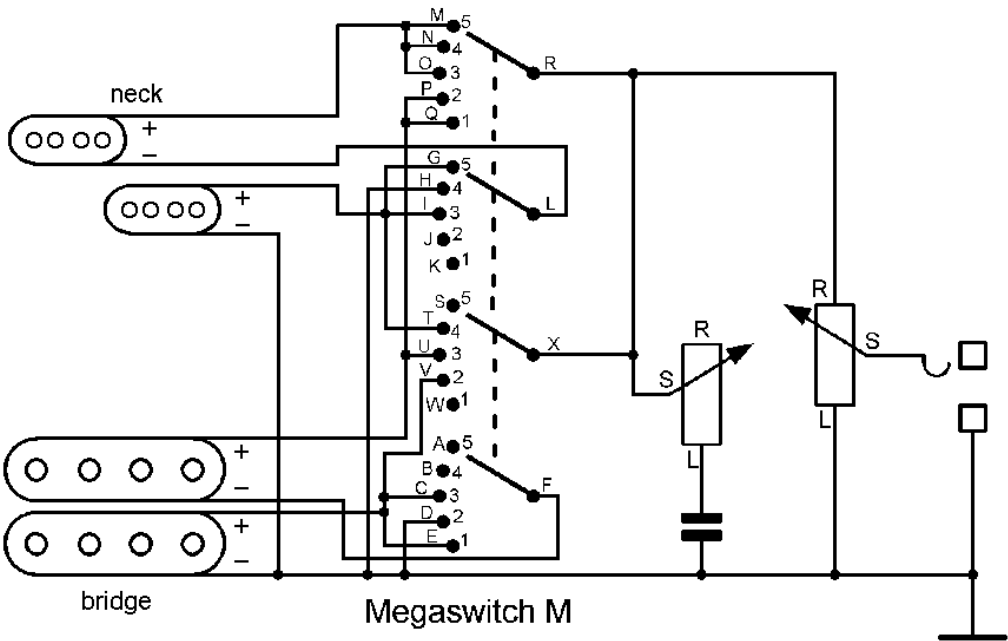 M 5
N 4
O 3
P 2
Q 1
R
neck
+
–
+
–
G 5
H 4
I 3
J 2
K 1
L
S 5
T 4
U 3
V 2
W 1
X
R
S
L
R
S
L
A 5
B 4
C 3
D 2
E 1
F
+
–
+
–
bridge
Megaswitch M